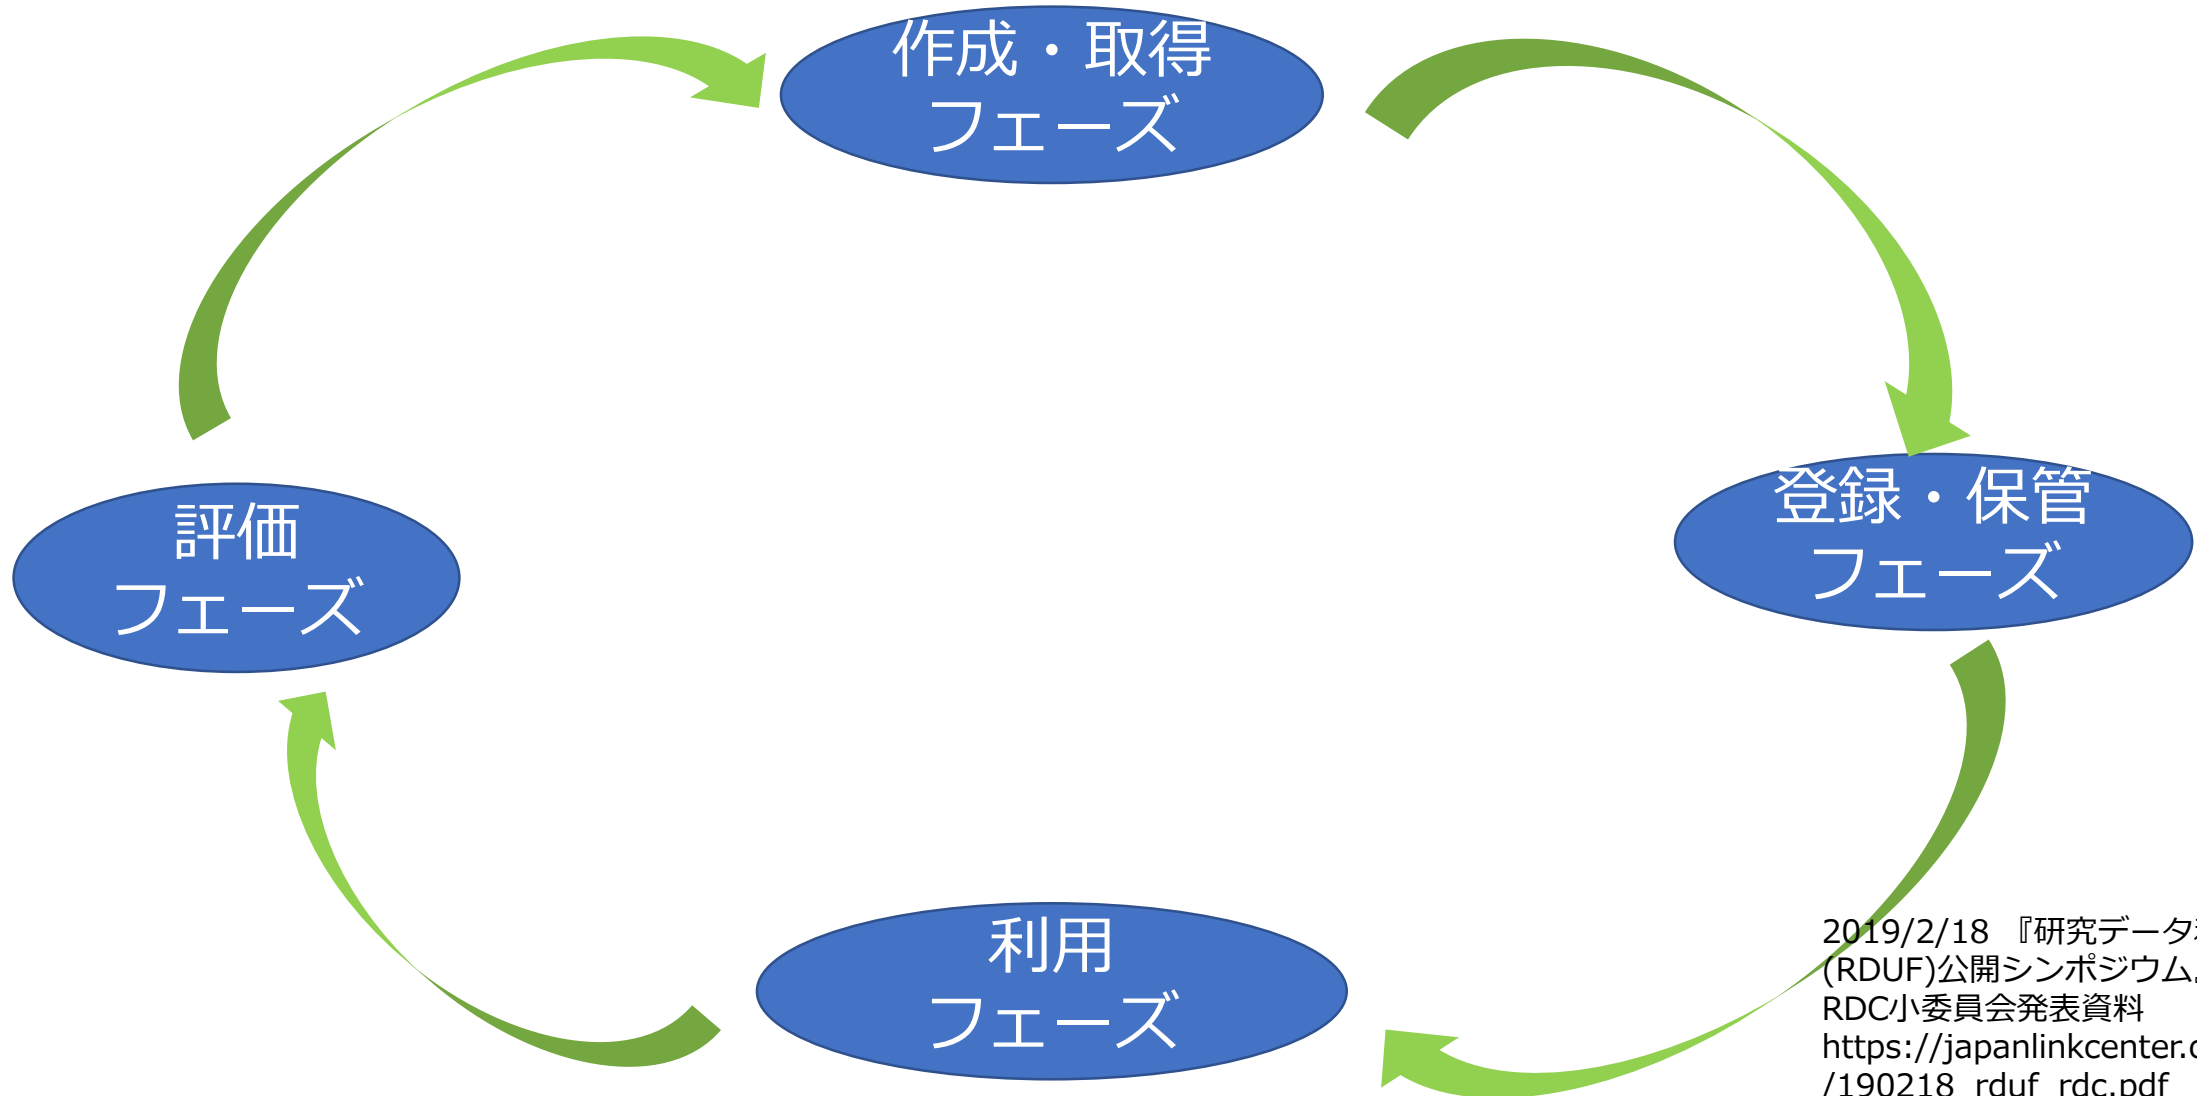 作成・取得
フェーズ
登録・保管
フェーズ
評価
フェーズ
利用
フェーズ
2019/2/18 『研究データ
(RDUF)公開シンポジウム
RDC小委員会発表資料
https://japanlinkcenter.
/190218_rduf_rdc.pdf